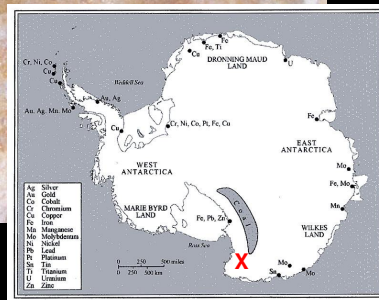 Fe
Fe, Ti
Cu
DRONNING MAUD
LAND
U
Cr, Ni, Co
Cu
Cu
Weddell Sea
Au, Ag
Au, Ag, Mn, Mo
Cu
Cr, Ni, Co, Pt, Fe, Cu
Fe
EAST
ANTARCTICA
WEST
ANTARCTICA
Mo
Fe, Mo
Mn
Coal
MARIE BYRD
LAND
Fe, Pb, Zn
WILKES
LAND
Ross Sea
X
Mo
Sn
Mo
Ag Silver
Au Gold
Co Cobalt
Cr Chromium
Cu Copper
Fe Iron
Mn Manganese
Mo Molybdenum
Ni Nickel
Pb Lead
Pt Platinum
Sn Tin
Ti Titanium
U Uranium
Zn Zinc
0 250 500 miles
0 250 500 km